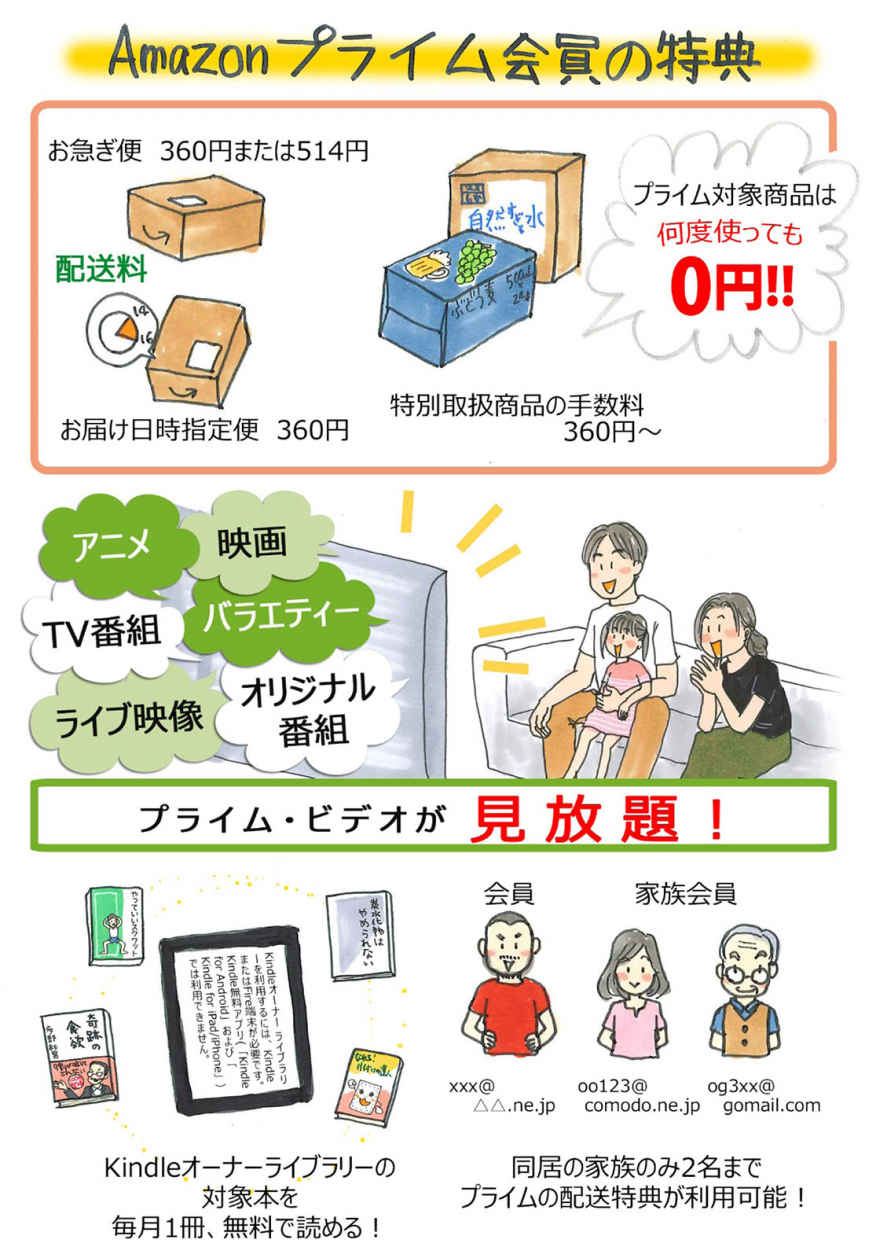 Amazonプライム会員の特典
お急ぎ便 360円または514円
配送料
14
16
お届け日時指定便 360円
自然すぎる水
ぶどう麦
500ml
特別取扱商品の手数料
360円～
プライム対象商品は
何度使っても
0円!!
アニメ
映画
TV番組
バラエティー
ライブ映像
オリジナル
番組
プライム・ビデオが 見放題！
やっていいスクワット
炭水化物は
やめられない
奇跡の
食欲
Kindleオーナーライブラリ
ーを利用するには、Kindle
またはFire端末が必要です。
Kindle無料アプリ(「Kindle
for Android」および「
Kindle for iPad/iPhone」)
では利用できません。
Kindleオーナーライブラリーの
対象本を
毎月1冊、無料で読める！
会員
家族会員
xxx@
△△.ne.jp
oo123@
comodo.ne.jp
og3xx@
gomail.com
同居の家族のみ2名まで
プライムの配送特典が利用可能！